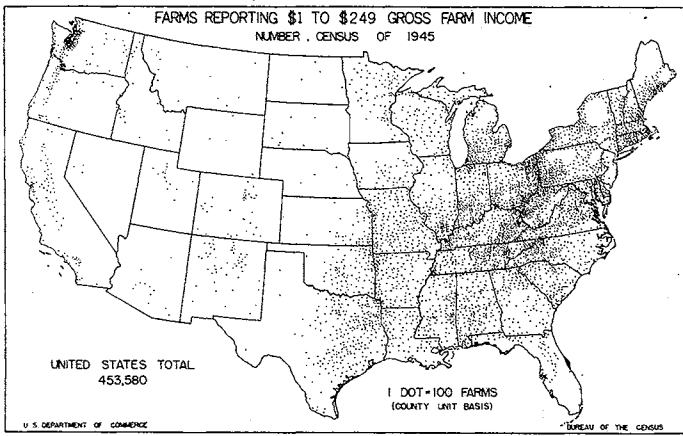 FARMS REPORTING $1 TO $249 GROSS FARM INCOME
NUMBER, CENSUS OF 1945
UNITED STATES TOTAL
453,580
1 DOT=100 FARMS
(COUNTY UNIT BASIS)
U S DEPARTMENT OF COMMERCE
BUREAU OF THE CENSUS